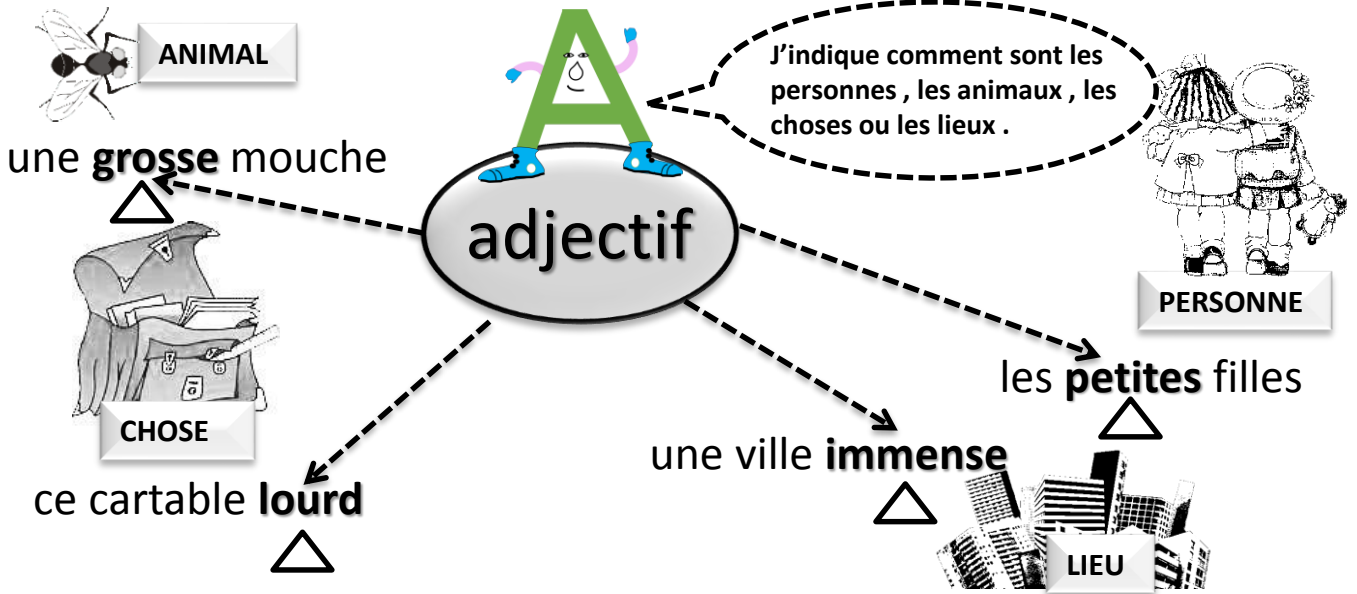 ANIMAL
J’indique comment sont les
personnes , les animaux , les
choses ou les lieux .
une grosse mouche
adjectif
PERSONNE
les petites filles
CHOSE
une ville immense
ce cartable lourd
LIEU